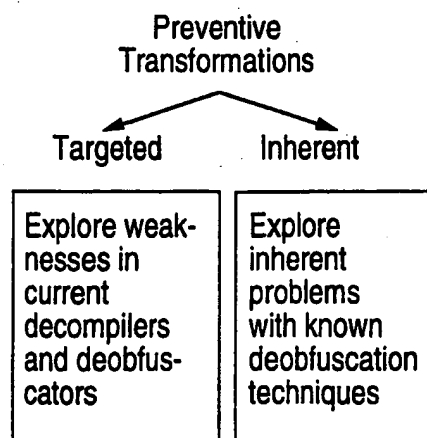 Preventive
Transformations
Targeted
Inherent
Explore weak-
nesses in
current
decompilers
and deobfus-
cators
Explore
inherent
problems
with known
deobfuscation
techniques